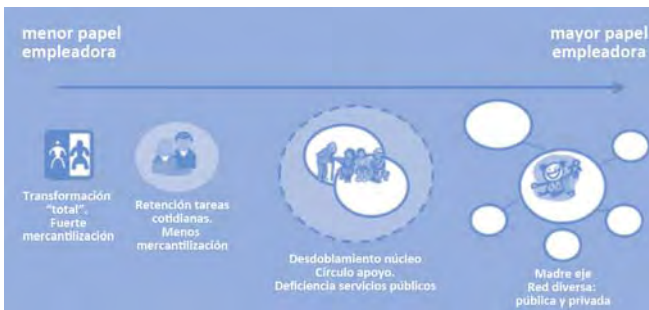 menor papel
empleadora
mayor papel
empleadora
Transformación
"total".
Fuerte
mercantilización
Retención tareas
cotidianas.
Menos
mercantilización
Desdoblamiento núcleo
Círculo apoyo.
Deficiencia servicios públicos
Madre eje
Red diversa:
pública y privada